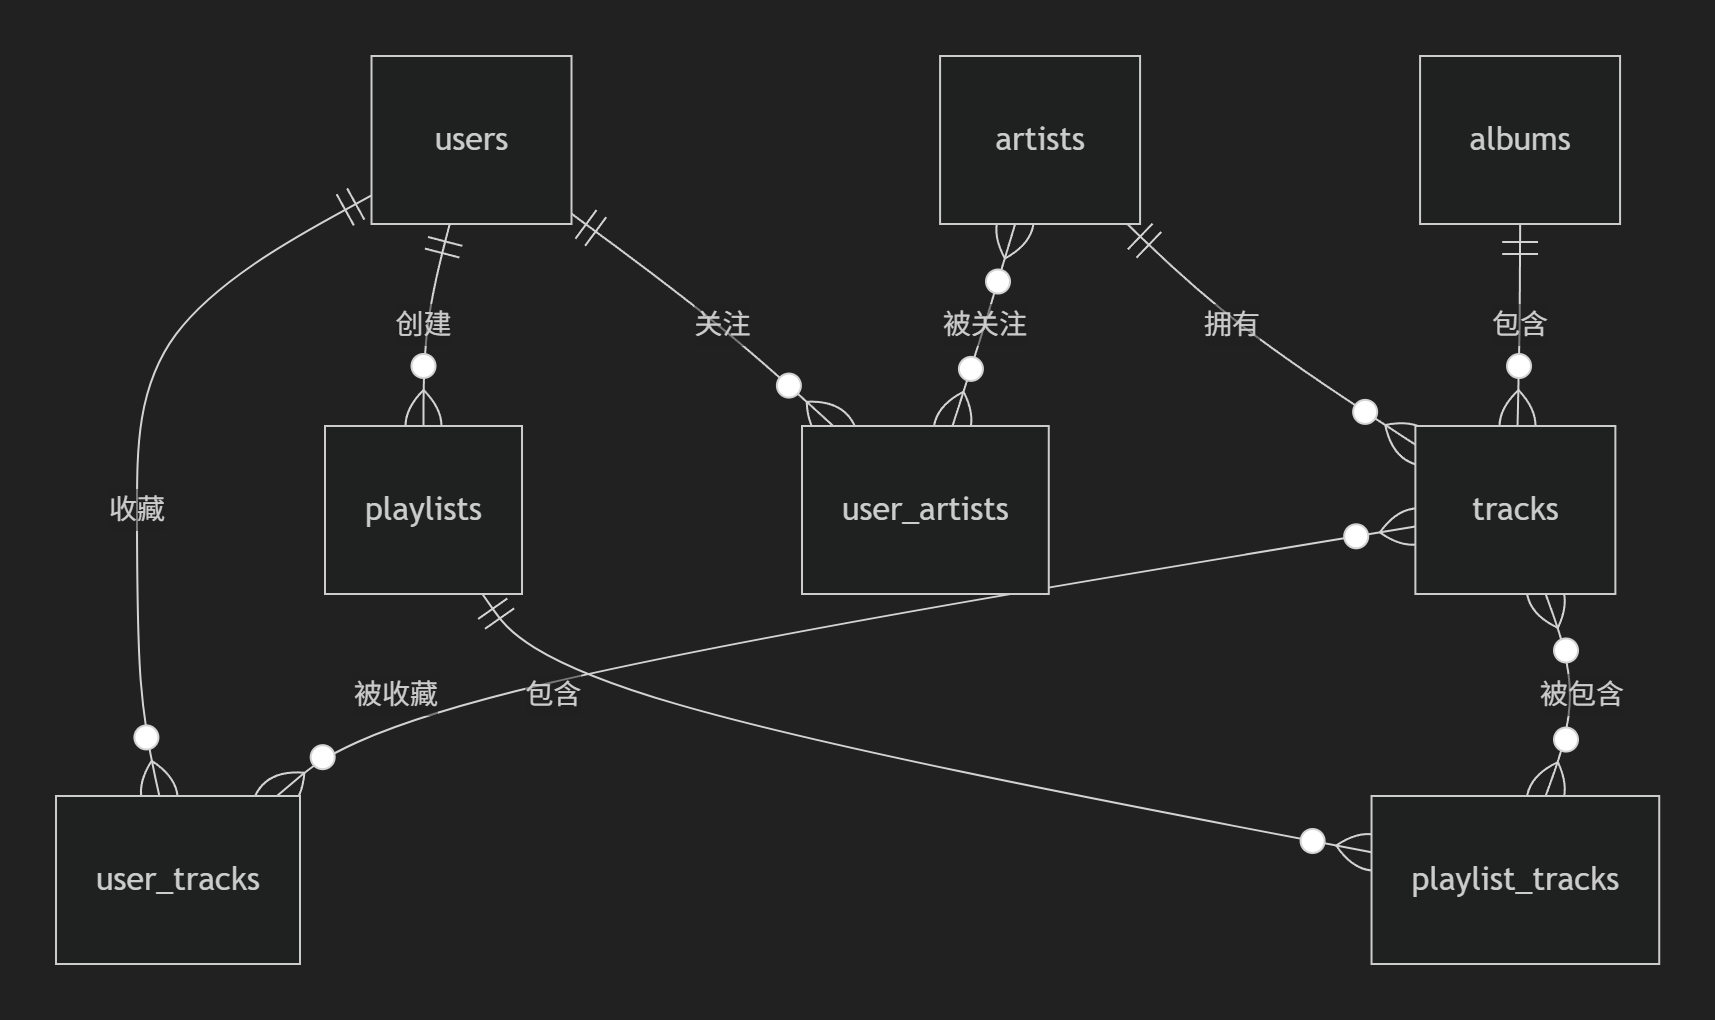 users
artists
albums
创建
关注
被关注
拥有
包含
收藏
playlists
user_artists
tracks
被收藏
包含
被包含
user_tracks
playlist_tracks